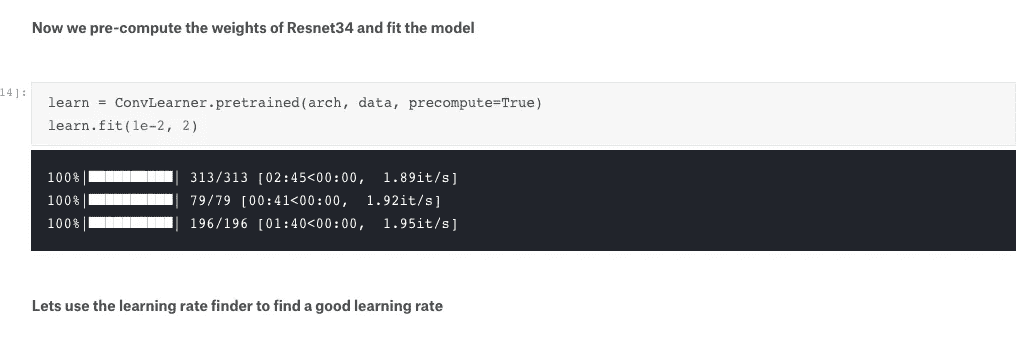 Now we pre-compute the weights of Resnet34 and fit the model
14]:
learn = ConvLearner.pretrained(arch, data, precompute=True)
learn.fit(1e-2, 2)
100%|██████████| 313/313 [02:45<00:00,  1.89it/s]
100%|██████████| 79/79 [00:41<00:00,  1.92it/s]
100%|██████████| 196/196 [01:40<00:00,  1.95it/s]
Lets use the learning rate finder to find a good learning rate